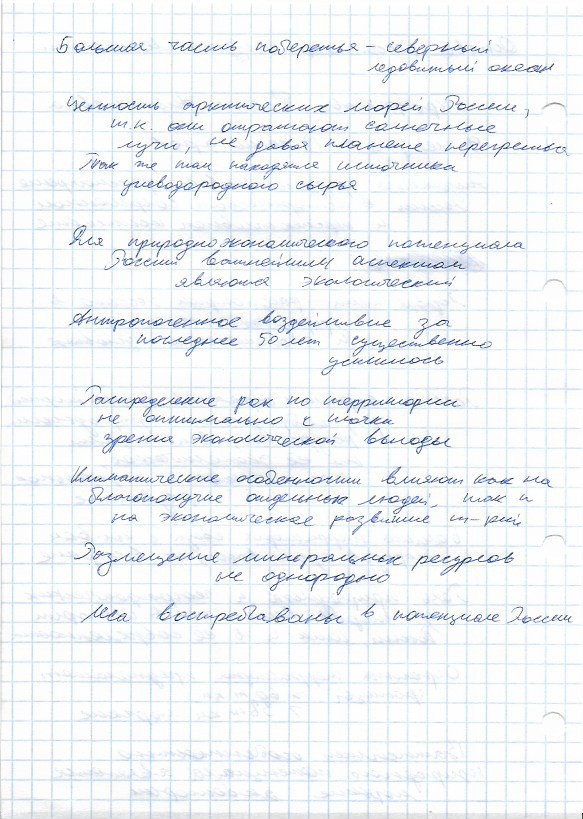 Большая часть побережья – северный
ледовитый океан
Ценность арктических морей России,
т.к. они отражают солнечные
лучи, не давая планете перегреться
Так же там находятся источники
углеводородного сырья
Для природноэкономического потенциала
России важнейшим аспектом
является экологический
Антропогенное воздействие за
последнее 50 лет существенно
усилилось
Распределение рек по территории
не оптимально с точки
зрения экономической выгоды
Климатические особенности влияют как на
благополучие отдельных людей, так и
на экономическое развитие т-рии
Размещение минеральных ресурсов
не однородно
Леса востребованы в потенциале России